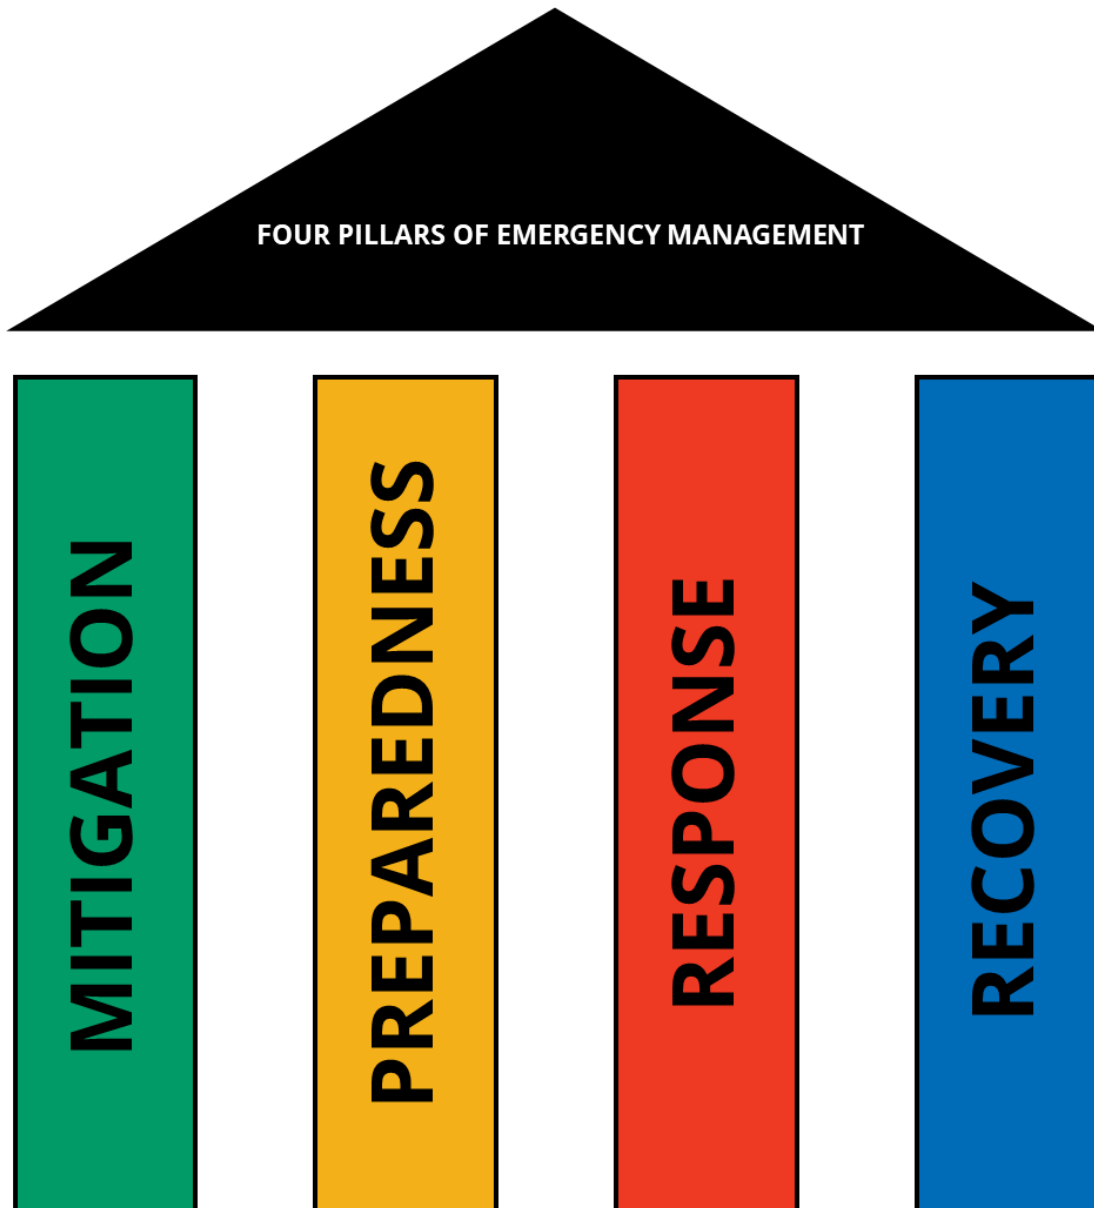 FOUR PILLARS OF EMERGENCY MANAGEMENT
MITIGATION
PREPAREDNESS
RESPONSE
RECOVERY